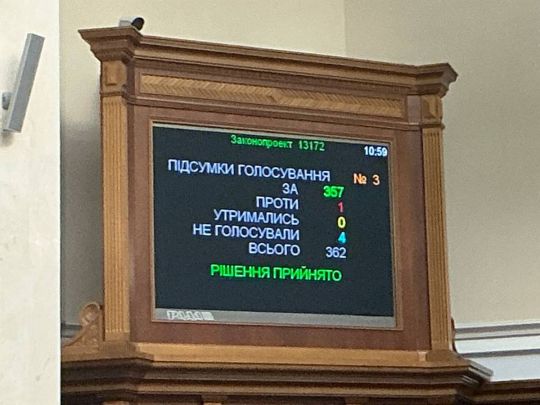 Законопроект 13172
10:59
ПІДСУМКИ ГОЛОСУВАННЯ № 3
ЗА 357
ПРОТИ 1
УТРИМАЛИСЬ 0
НЕ ГОЛОСУВАЛИ 4
ВСЬОГО 362
РІШЕННЯ ПРИЙНЯТО